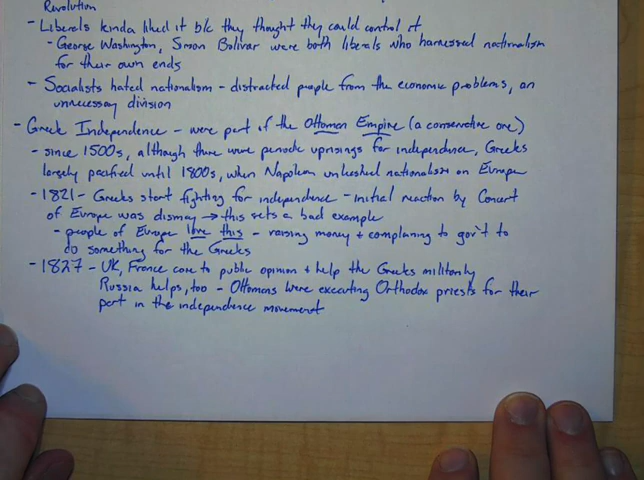 Revolution
- Liberals kinda liked it b/c they thought they could control it
- George Washington, Simon Bolivar were both liberals who harnessed nationalism
for their own ends
- Socialists hated nationalism - distracted people from the economic problems, an
unnecessary division
- Greek Independence - were part of the Ottoman Empire (a conservative one)
- since 1500s, although there were periodic uprisings for independence, Greeks
largely pacified until 1800s, when Napoleon unleashed nationalism on Europe
- 1821 - Greeks start fighting for independence - initial reaction by Concert
of Europe was dismay → this sets a bad example
- people of Europe love this - raising money + complaining to gov't to
do something for the Greeks
- 1827 - UK, France cave to public opinion + help the Greeks militarily
Russia helps, too - Ottomans were executing Orthodox priests for their
part in the independence movement